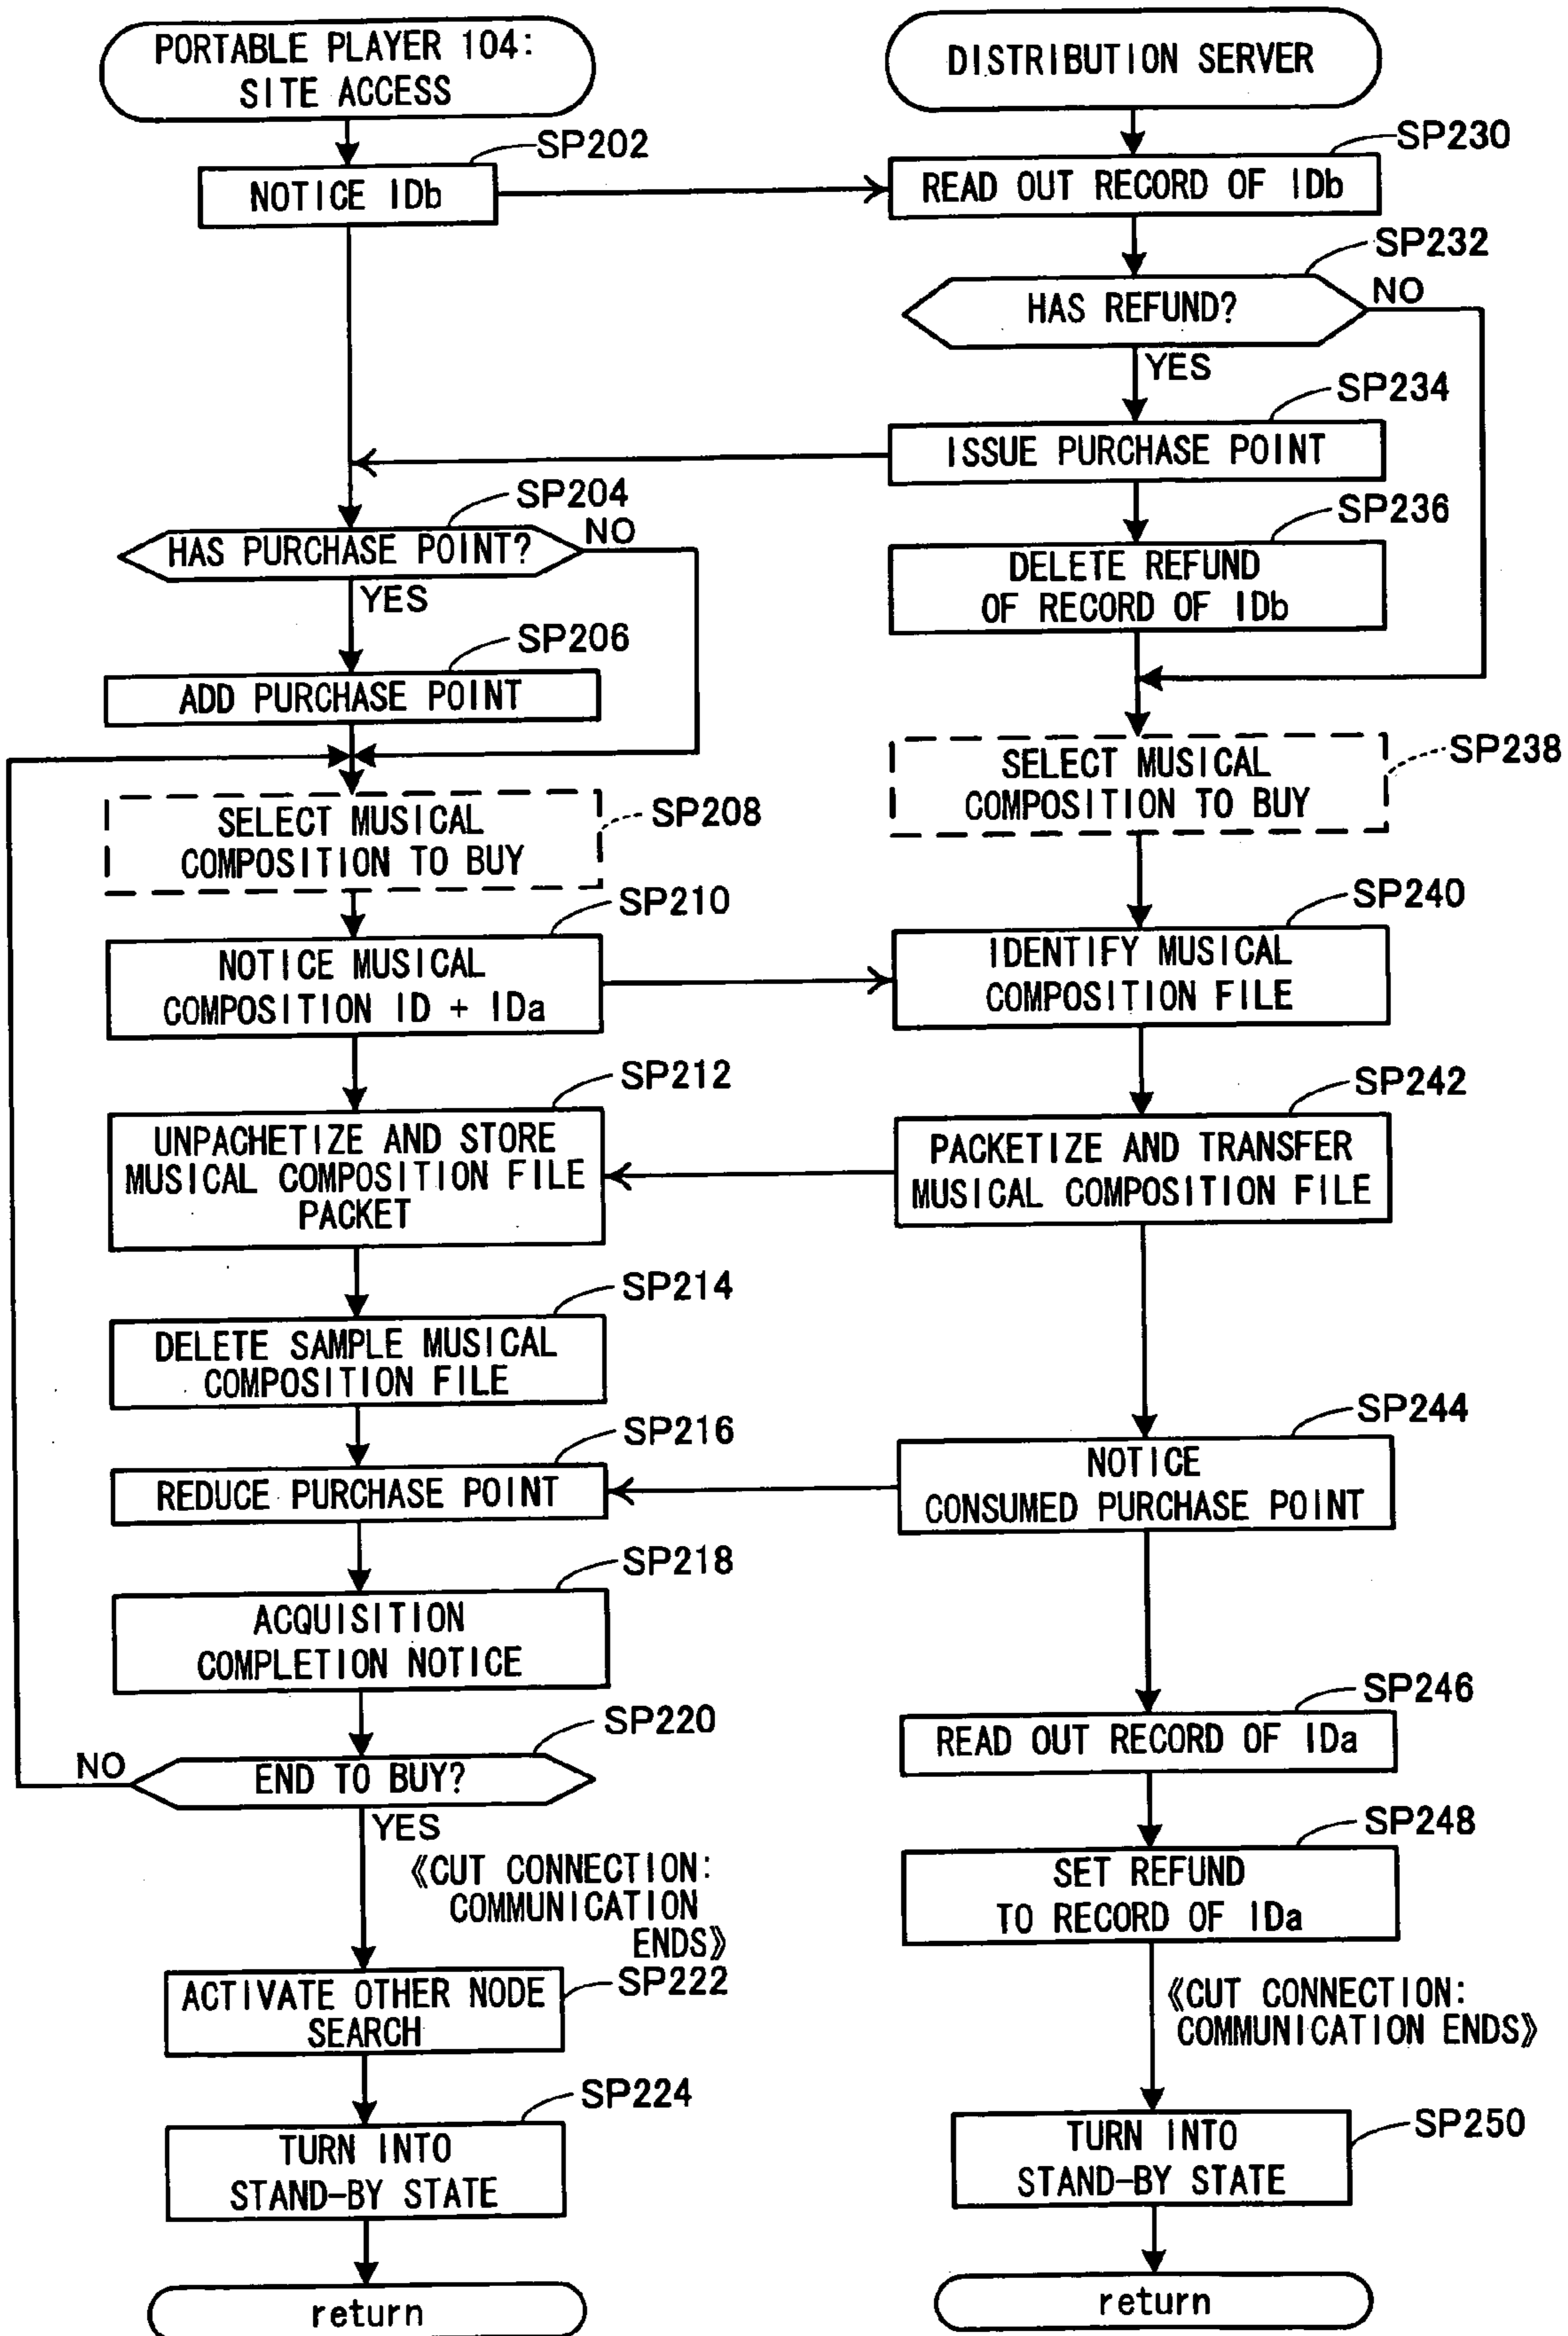 PORTABLE PLAYER 104:
SITE ACCESS
SP202
NOTICE IDb
SP204
HAS PURCHASE POINT?
NO
YES
SP206
ADD PURCHASE POINT
SELECT MUSICAL
COMPOSITION TO BUY
SP208
SP210
NOTICE MUSICAL
COMPOSITION ID + IDa
SP212
UNPACHETIZE AND STORE
MUSICAL COMPOSITION FILE
PACKET
SP214
DELETE SAMPLE MUSICAL
COMPOSITION FILE
SP216
REDUCE PURCHASE POINT
SP218
ACQUISITION
COMPLETION NOTICE
SP220
NO
END TO BUY?
YES
《CUT CONNECTION:
COMMUNICATION
ENDS》
SP222
ACTIVATE OTHER NODE
SEARCH
SP224
TURN INTO
STAND-BY STATE
return
DISTRIBUTION SERVER
SP230
READ OUT RECORD OF IDb
SP232
HAS REFUND?
NO
YES
SP234
ISSUE PURCHASE POINT
SP236
DELETE REFUND
OF RECORD OF IDb
SP238
SELECT MUSICAL
COMPOSITION TO BUY
SP240
IDENTIFY MUSICAL
COMPOSITION FILE
SP242
PACKETIZE AND TRANSFER
MUSICAL COMPOSITION FILE
SP244
NOTICE
CONSUMED PURCHASE POINT
SP246
READ OUT RECORD OF IDa
SP248
SET REFUND
TO RECORD OF IDa
《CUT CONNECTION:
COMMUNICATION ENDS》
SP250
TURN INTO
STAND-BY STATE
return